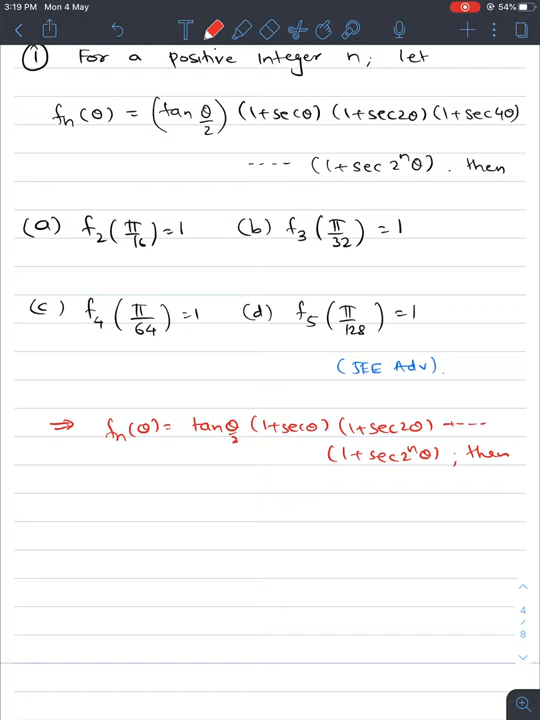 3:19 PM Mon 4 May 54%
① For a positive integer n; let
fn(θ) = (tan θ/2) (1+secθ) (1+sec2θ) (1+sec4θ)
---- (1+sec 2ⁿθ). then
(a) f₂(π/16)=1 (b) f₃(π/32) =1
(c) f₄(π/64)=1 (d) f₅(π/128)=1
(JEE Adv).
⇒ fn(θ)= tanθ/2 (1+secθ) (1+sec2θ) -----
(1+sec2ⁿθ); then
4
/
8